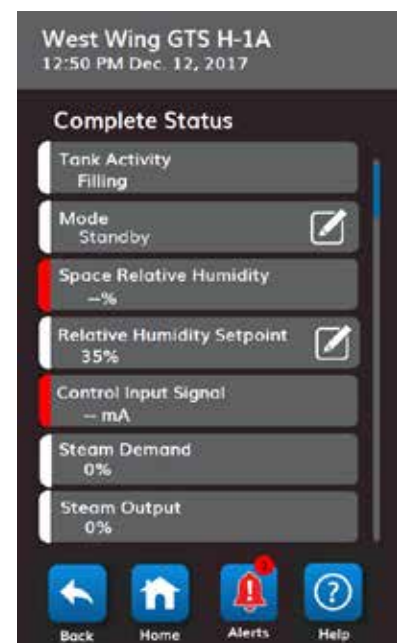 West Wing GTS H-1A
12:50 PM Dec. 12, 2017
Complete Status
Tank Activity
Filling
Mode
Standby
Space Relative Humidity
--%
Relative Humidity Setpoint
35%
Control Input Signal
-- mA
Steam Demand
0%
Steam Output
0%
Back Home Alerts Help